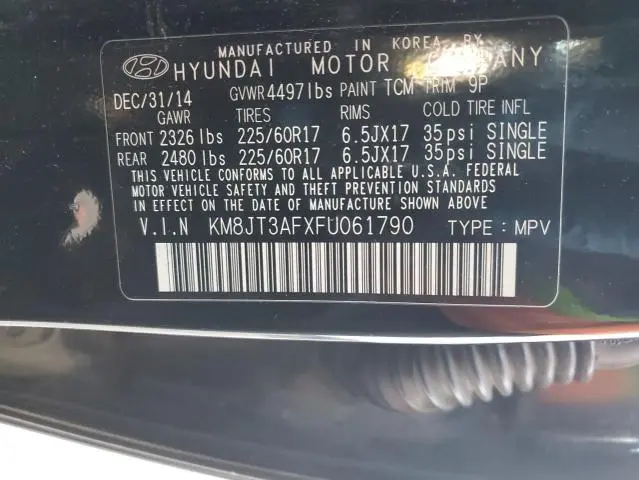 MANUFACTURED IN KOREA BY
HYUNDAI MOTOR COMPANY
DEC/31/14 GVWR 4497lbs PAINT TCM TRIM 9P
GAWR TIRES RIMS COLD TIRE INFL
FRONT 2326 lbs 225/60R17 6.5JX17 35psi SINGLE
REAR 2480 lbs 225/60R17 6.5JX17 35psi SINGLE
THIS VEHICLE CONFORMS TO ALL APPLICABLE U.S.A. FEDERAL
MOTOR VEHICLE SAFETY, BUMPER, AND THEFT PREVENTION STANDARDS
IN EFFECT ON THE DATE OF MANUFACTURE SHOWN ABOVE.
V.I.N KM8JT3AFXFU061790 TYPE : MPV